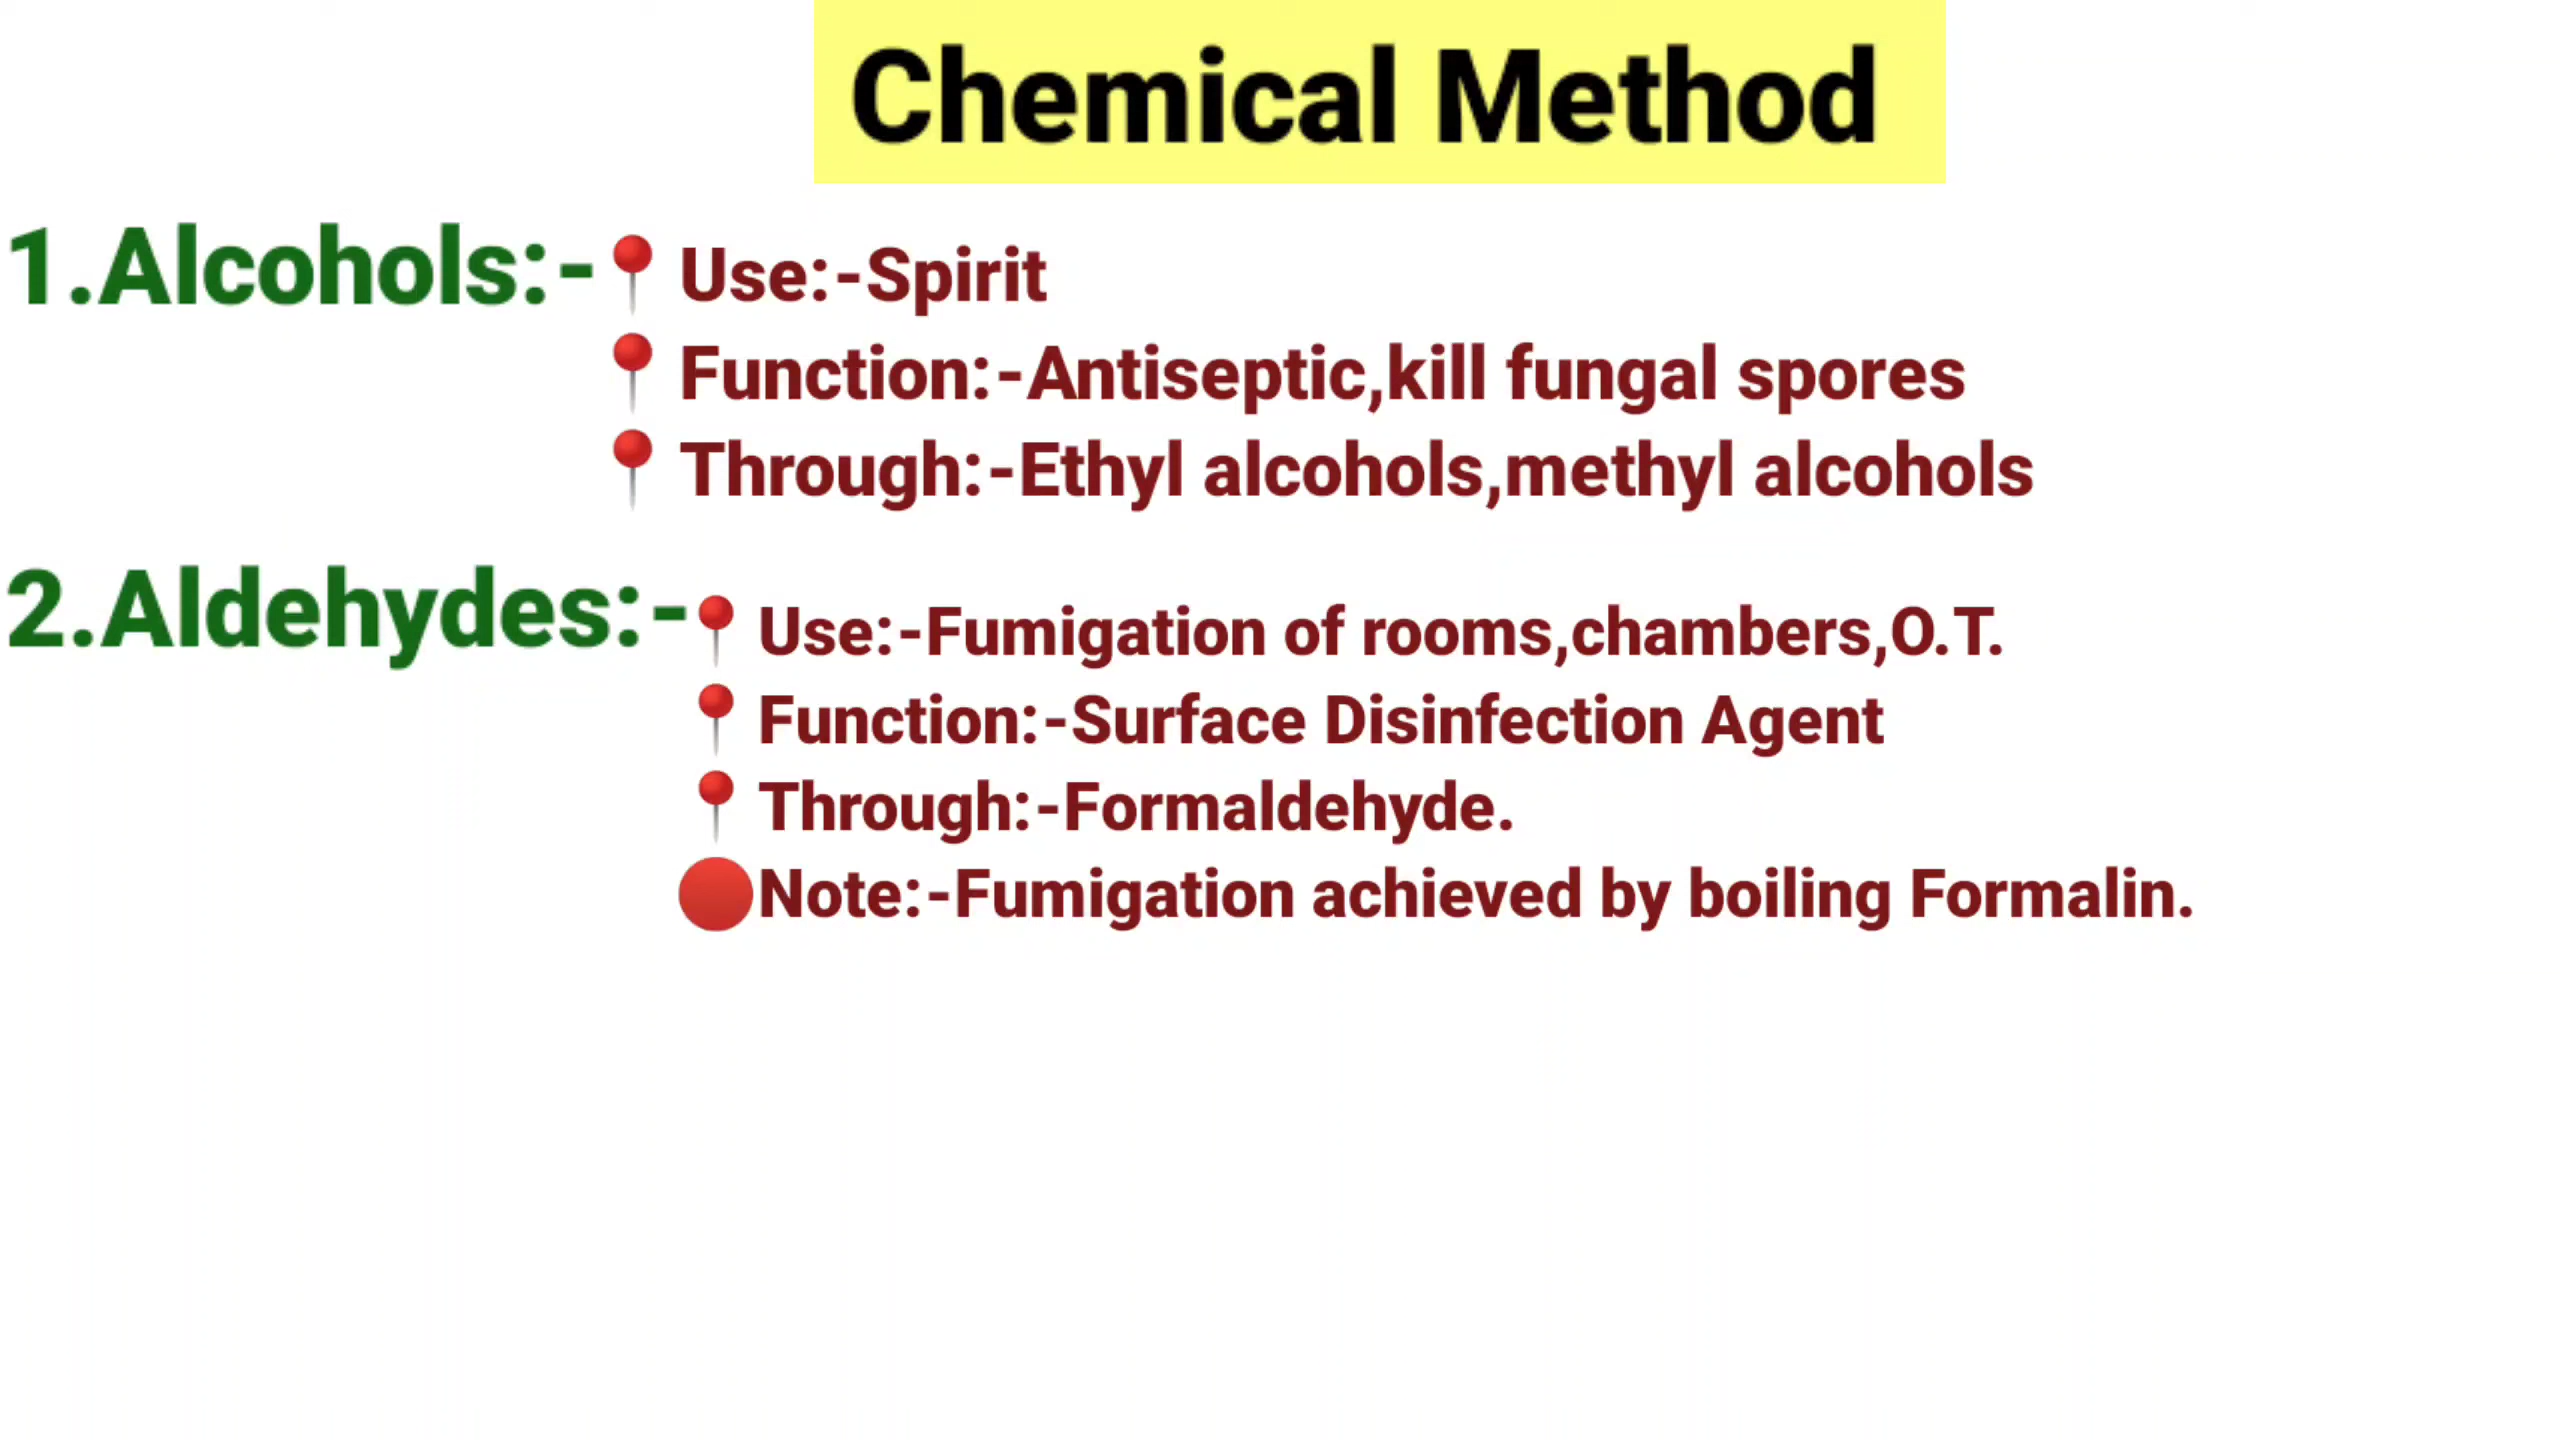 Chemical Method
1.Alcohols:-📍 Use:-Spirit
📍 Function:-Antiseptic,kill fungal spores
📍 Through:-Ethyl alcohols,methyl alcohols
2.Aldehydes:-📍 Use:-Fumigation of rooms,chambers,O.T.
📍 Function:-Surface Disinfection Agent
📍 Through:-Formaldehyde.
🔴Note:-Fumigation achieved by boiling Formalin.